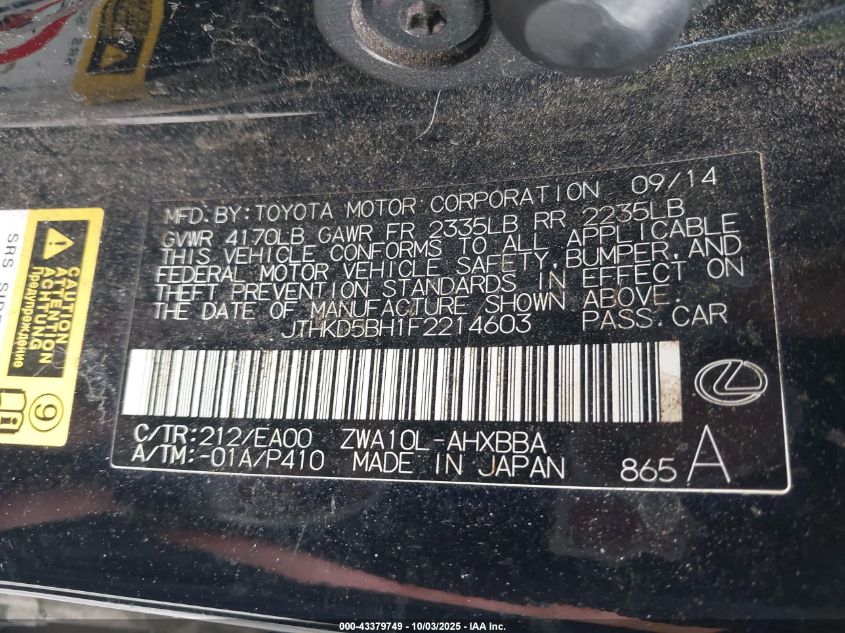 MFD. BY: TOYOTA MOTOR CORPORATION 09/14
GVWR 4170LB GAWR FR 2335LB RR 2235LB
THIS VEHICLE CONFORMS TO ALL APPLICABLE
FEDERAL MOTOR VEHICLE SAFETY, BUMPER, AND
THEFT PREVENTION STANDARDS IN EFFECT ON
THE DATE OF MANUFACTURE SHOWN ABOVE.
JTHKD5BH1F2214603 PASS. CAR
C/TR: 212/EA00 ZWA10L-AHXBBA
A/TM: -01A/P410 MADE IN JAPAN 865 A
CAUTION
ATTENTION
ACHTUNG
Предупреждение
9
SRS
000-43379749 - 10/03/2025 - IAA Inc.